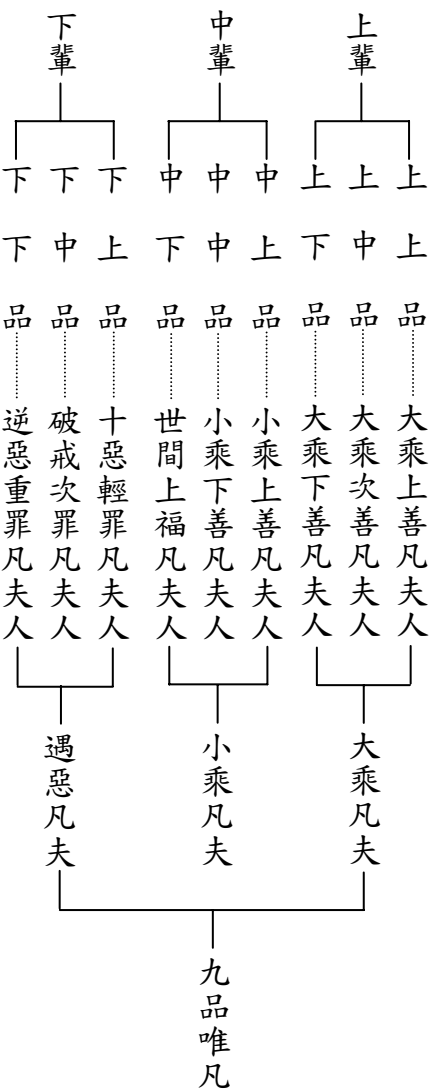 上輩
上上品………大乘上善凡夫人
上中品………大乘次善凡夫人
上下品………大乘下善凡夫人
大乘凡夫
中輩
中上品………小乘上善凡夫人
中中品………小乘下善凡夫人
中下品………世間上福凡夫人
小乘凡夫
下輩
下上品………十惡輕罪凡夫人
下中品………破戒次罪凡夫人
下下品………逆惡重罪凡夫人
遇惡凡夫
九品唯凡